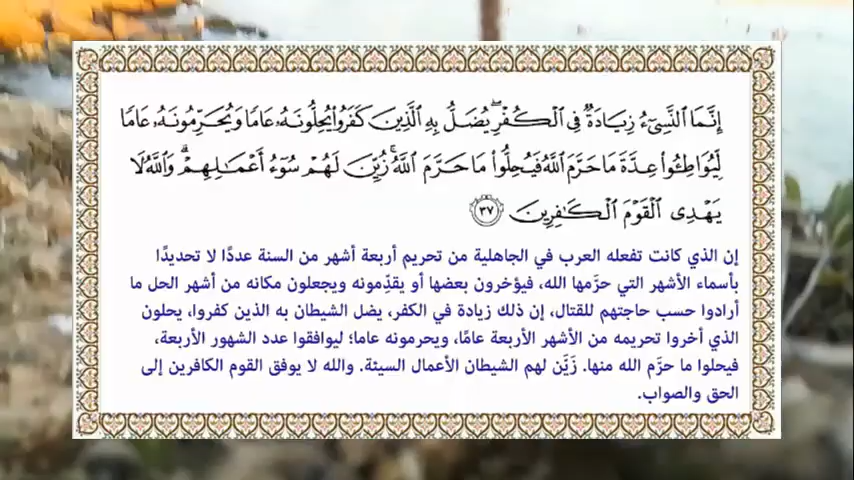 إِنَّمَا ٱلنَّسِيٓءُ زِيَادَةٌ فِي ٱلۡكُفۡرِۖ يُضَلُّ بِهِ ٱلَّذِينَ كَفَرُواْ يُحِلُّونَهُۥ عَامٗا وَيُحَرِّمُونَهُۥ عَامٗا
لِّيُوَاطِـُٔواْ عِدَّةَ مَا حَرَّمَ ٱللَّهُ فَيُحِلُّواْ مَا حَرَّمَ ٱللَّهُۚ زُيِّنَ لَهُمۡ سُوٓءُ أَعۡمَٰلِهِمۡۗ وَٱللَّهُ لَا
يَهۡدِي ٱلۡقَوۡمَ ٱلۡكَٰفِرِينَ ٣٧
إن الذي كانت تفعله العرب في الجاهلية من تحريم أربعة أشهر من السنة عددًا لا تحديدًا
بأسماء الأشهر التي حرَّمها الله، فيؤخرون بعضها أو يقدِّمونه ويجعلون مكانه من أشهر الحل ما
أرادوا حسب حاجتهم للقتال، إن ذلك زيادة في الكفر، يضل الشيطان به الذين كفروا، يحلون
الذي أخروا تحريمه من الأشهر الأربعة عامًا، ويحرمونه عاما؛ ليوافقوا عدد الشهور الأربعة،
فيحلوا ما حرَّم الله منها. زَيَّن لهم الشيطان الأعمال السيئة. والله لا يوفق القوم الكافرين إلى
الحق والصواب.